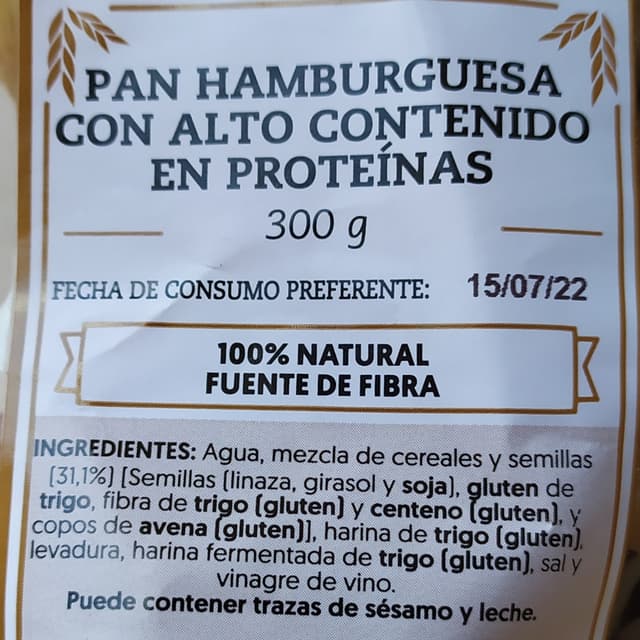 PAN HAMBURGUESA
CON ALTO CONTENIDO
EN PROTEÍNAS
300 g
FECHA DE CONSUMO PREFERENTE: 15/07/22
100% NATURAL
FUENTE DE FIBRA
INGREDIENTES: Agua, mezcla de cereales y semillas
(31,1%) [Semillas (linaza, girasol y soja), gluten de
trigo, fibra de trigo (gluten) y centeno (gluten), y
copos de avena (gluten)], harina de trigo (gluten),
levadura, harina fermentada de trigo (gluten), sal y
vinagre de vino.
Puede contener trazas de sésamo y leche.